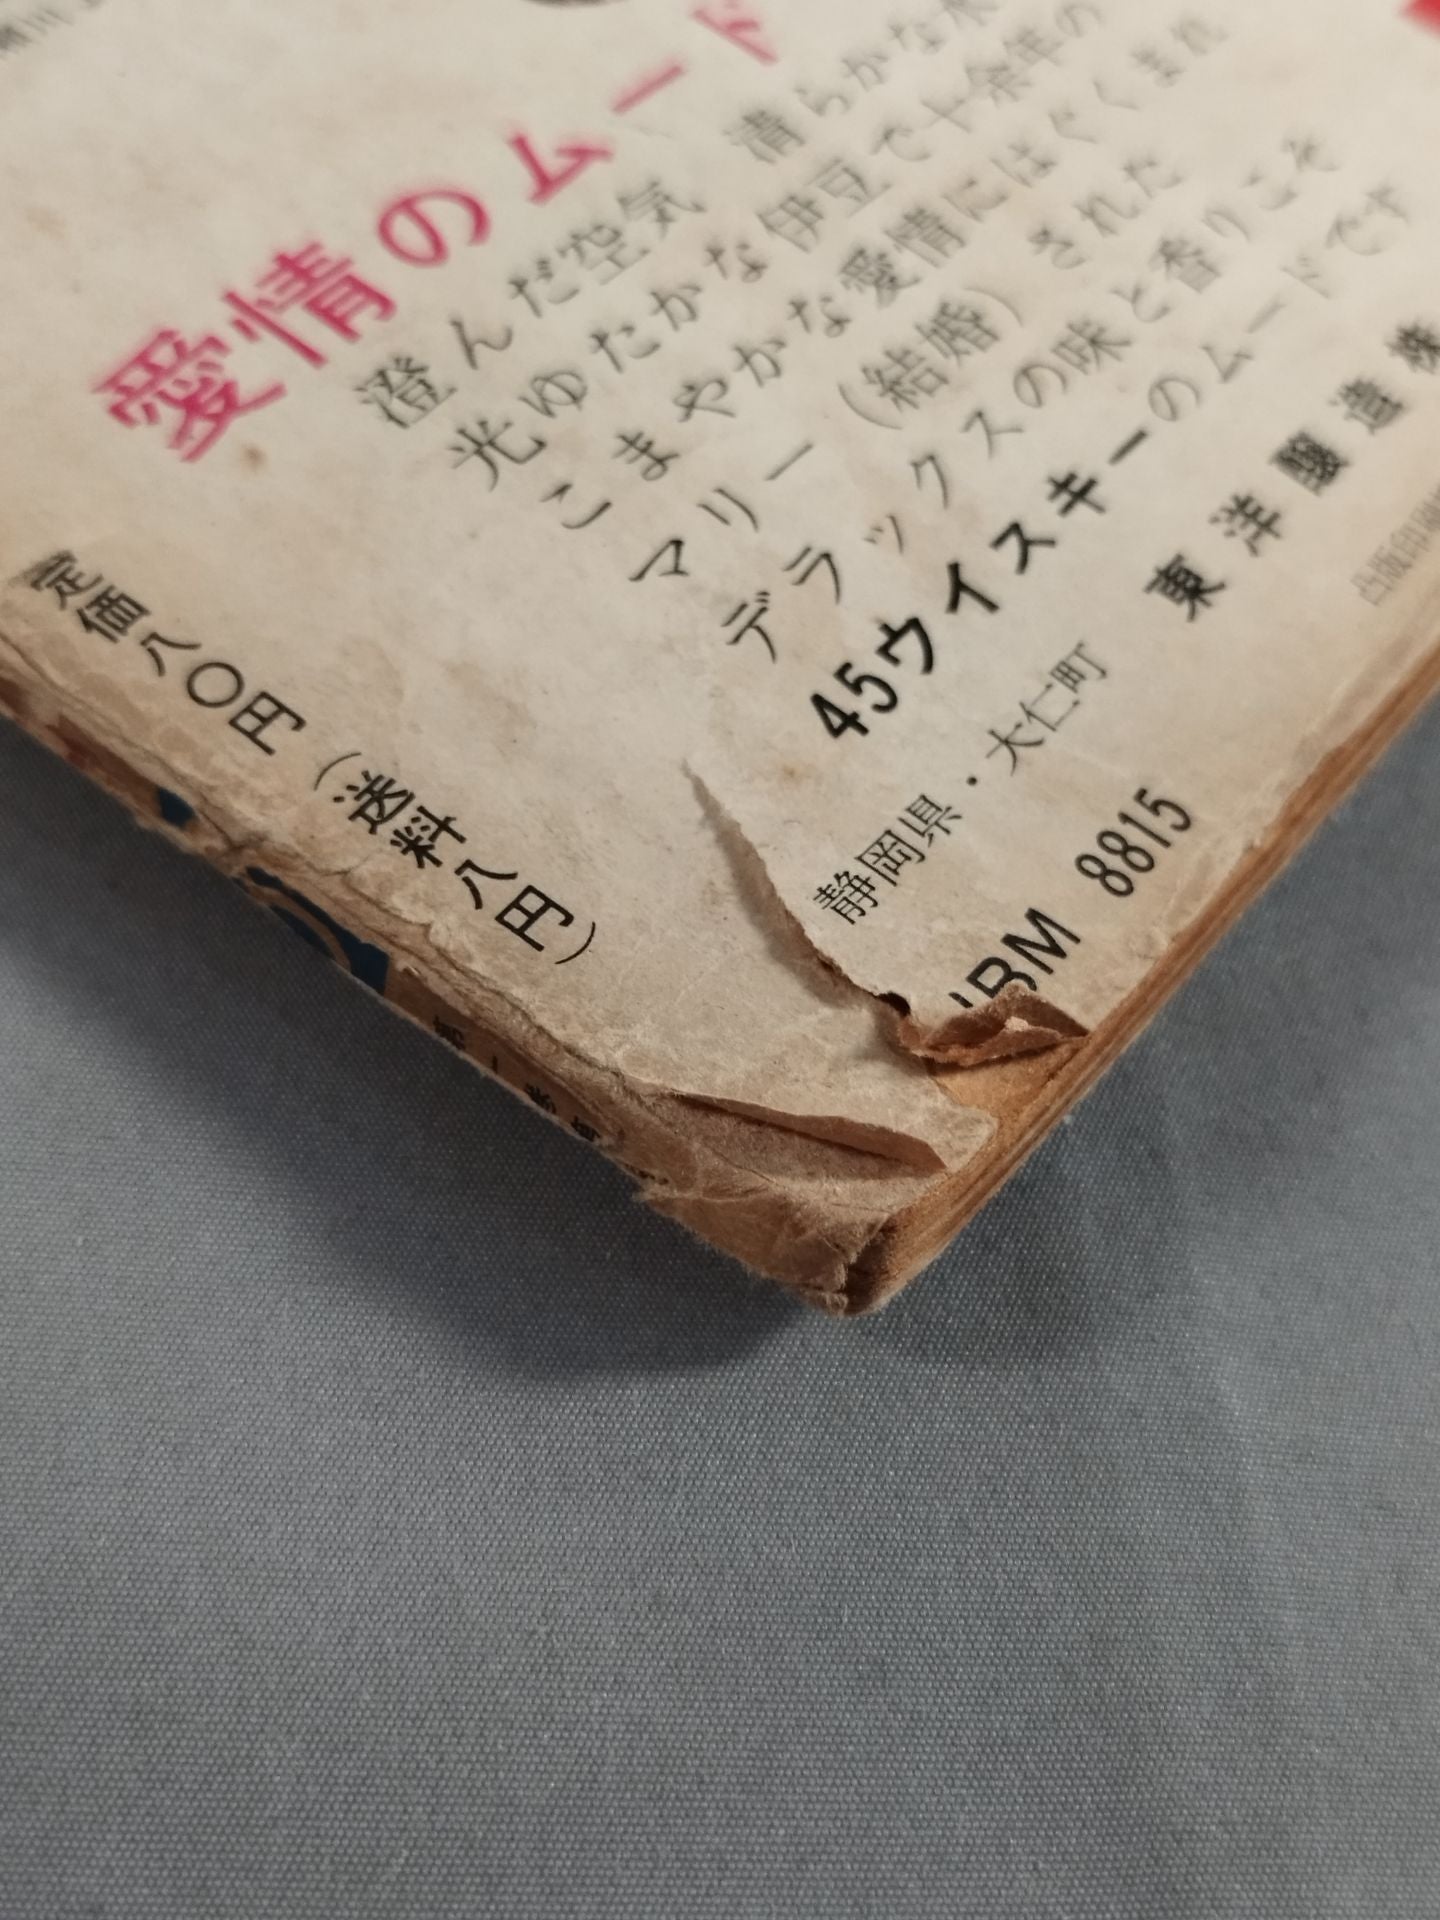 愛情のムード
澄んだ空気　清らかな水
光ゆたかな伊豆で十余年の
こまやかな愛情にはぐくまれ
マリー（結婚）された
デラックスの味と香りこそ
45ウイスキーのムードです
東洋醸造株
静岡県・大仁町
凸版印刷
IBM 8815
定価八〇円（送料八円）